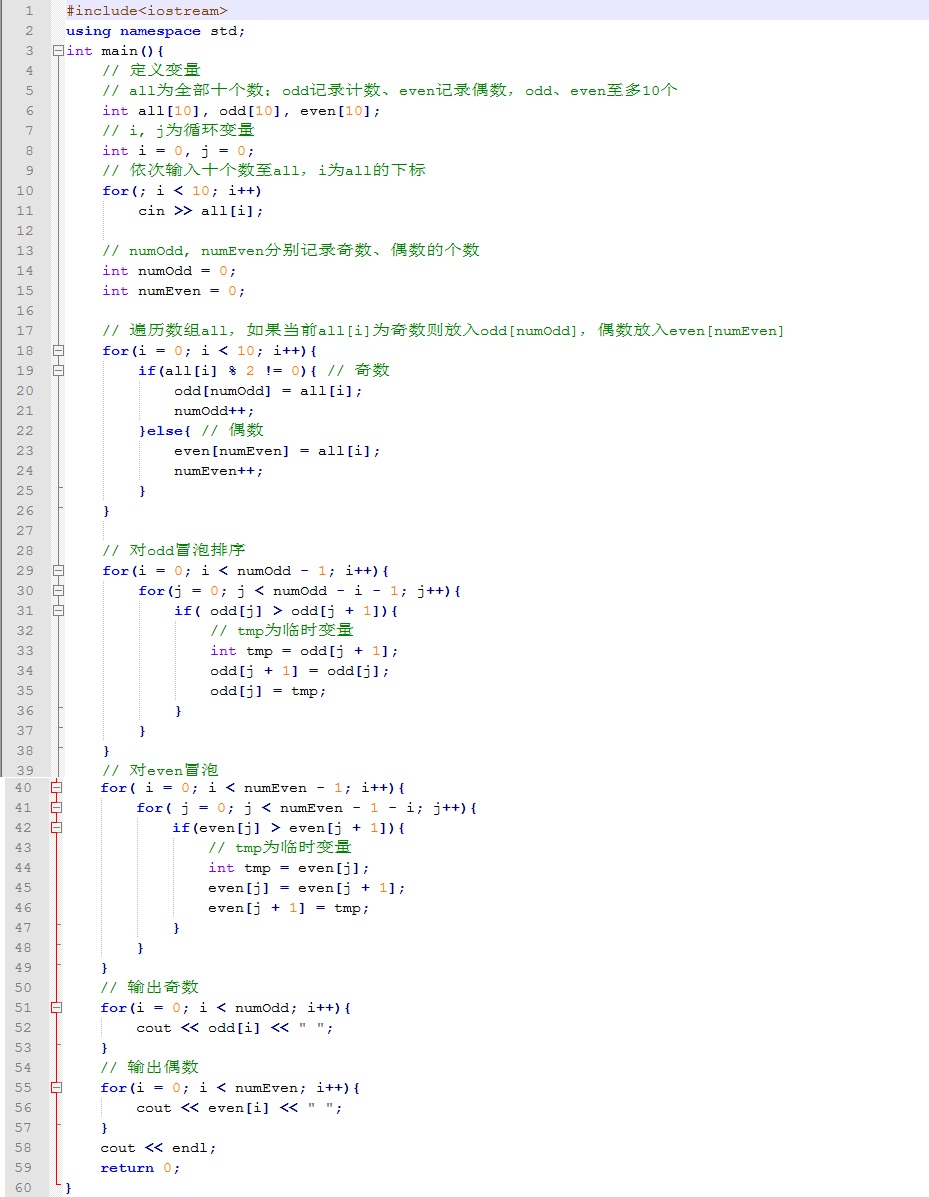 1 #include<iostream>
2 using namespace std;
3 int main(){
4 // 定义变量
5 // all为全部十个数；odd记录计数、even记录偶数，odd、even至多10个
6 int all[10], odd[10], even[10];
7 // i, j为循环变量
8 int i = 0, j = 0;
9 // 依次输入十个数至all，i为all的下标
10 for(; i < 10; i++)
11 cin >> all[i];
12
13 // numOdd, numEven分别记录奇数、偶数的个数
14 int numOdd = 0;
15 int numEven = 0;
16
17 // 遍历数组all，如果当前all[i]为奇数则放入odd[numOdd]，偶数放入even[numEven]
18 for(i = 0; i < 10; i++){
19 if(all[i] % 2 != 0){ // 奇数
20 odd[numOdd] = all[i];
21 numOdd++;
22 }else{ // 偶数
23 even[numEven] = all[i];
24 numEven++;
25 }
26 }
27
28 // 对odd冒泡排序
29 for(i = 0; i < numOdd - 1; i++){
30 for(j = 0; j < numOdd - i - 1; j++){
31 if( odd[j] > odd[j + 1]){
32 // tmp为临时变量
33 int tmp = odd[j + 1];
34 odd[j + 1] = odd[j];
35 odd[j] = tmp;
36 }
37 }
38 }
39 // 对even冒泡
40 for( i = 0; i < numEven - 1; i++){
41 for( j = 0; j < numEven - 1 - i; j++){
42 if(even[j] > even[j + 1]){
43 // tmp为临时变量
44 int tmp = even[j];
45 even[j] = even[j + 1];
46 even[j + 1] = tmp;
47 }
48 }
49 }
50 // 输出奇数
51 for(i = 0; i < numOdd; i++){
52 cout << odd[i] << " ";
53 }
54 // 输出偶数
55 for(i = 0; i < numEven; i++){
56 cout << even[i] << " ";
57 }
58 cout << endl;
59 return 0;
60 }